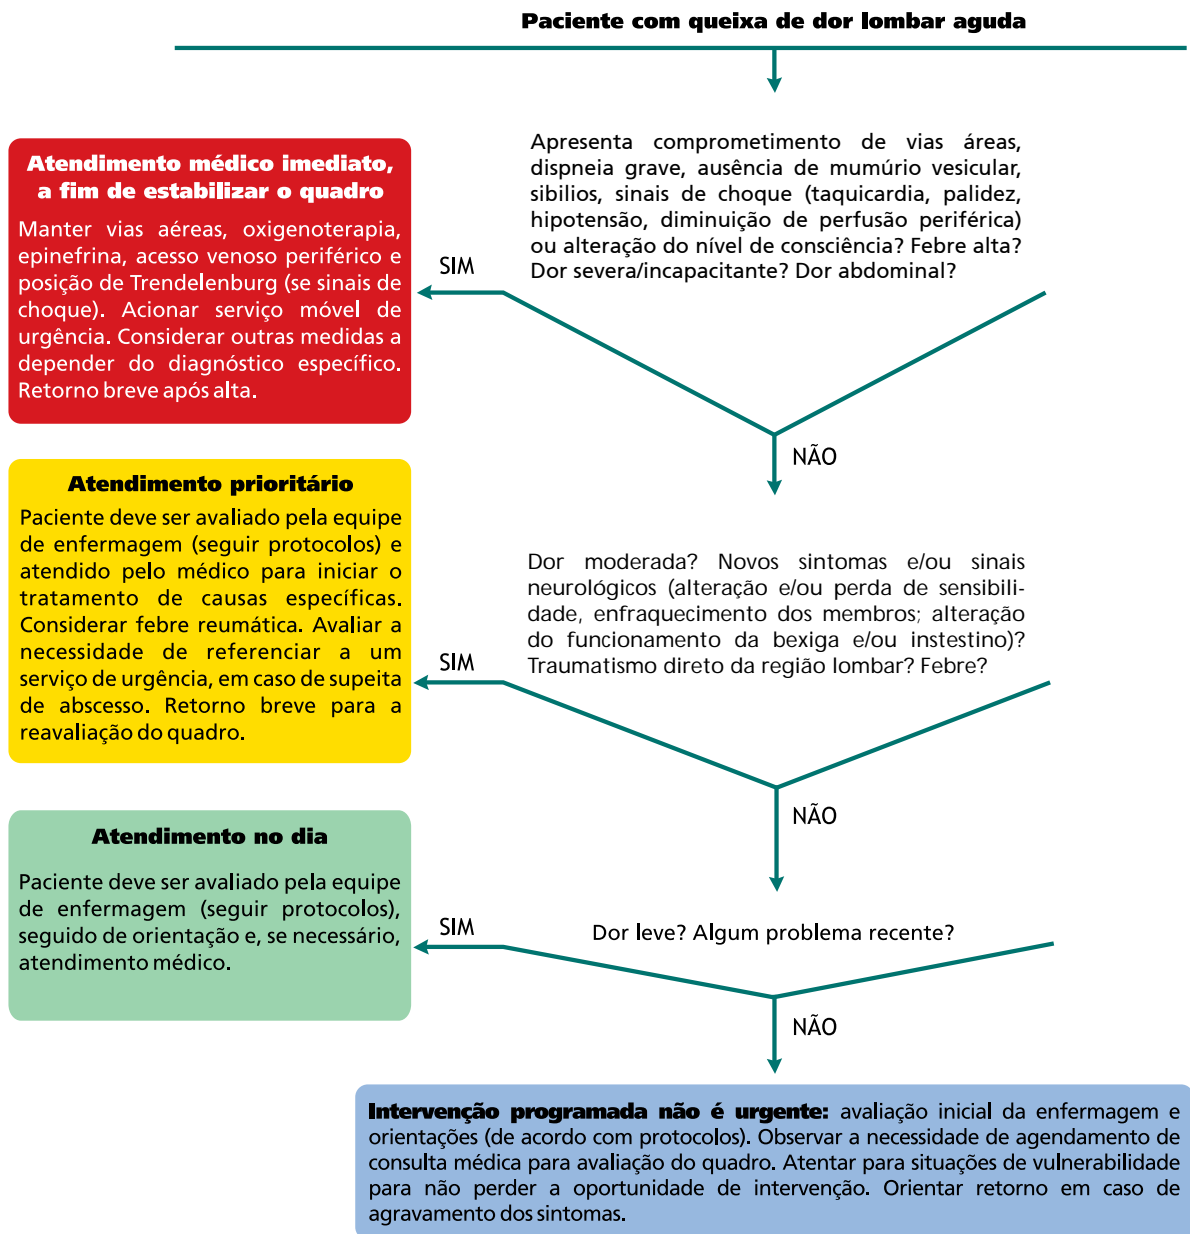 Paciente com queixa de dor lombar aguda
Apresenta comprometimento de vias áreas,
dispneia grave, ausência de mumúrio vesicular,
sibilios, sinais de choque (taquicardia, palidez,
hipotensão, diminuição de perfusão periférica)
ou alteração do nível de consciência? Febre alta?
Dor severa/incapacitante? Dor abdominal?
SIM
Atendimento médico imediato,
a fim de estabilizar o quadro
Manter vias aéreas, oxigenoterapia,
epinefrina, acesso venoso periférico e
posição de Trendelenburg (se sinais de
choque). Acionar serviço móvel de
urgência. Considerar outras medidas a
depender do diagnóstico específico.
Retorno breve após alta.
NÃO
Dor moderada? Novos sintomas e/ou sinais
neurológicos (alteração e/ou perda de sensibili-
dade, enfraquecimento dos membros; alteração
do funcionamento da bexiga e/ou instestino)?
Traumatismo direto da região lombar? Febre?
SIM
Atendimento prioritário
Paciente deve ser avaliado pela equipe
de enfermagem (seguir protocolos) e
atendido pelo médico para iniciar o
tratamento de causas específicas.
Considerar febre reumática. Avaliar a
necessidade de referenciar a um
serviço de urgência, em caso de supeita
de abscesso. Retorno breve para a
reavaliação do quadro.
NÃO
Dor leve? Algum problema recente?
SIM
Atendimento no dia
Paciente deve ser avaliado pela equipe
de enfermagem (seguir protocolos),
seguido de orientação e, se necessário,
atendimento médico.
NÃO
Intervenção programada não é urgente: avaliação inicial da enfermagem e
orientações (de acordo com protocolos). Observar a necessidade de agendamento de
consulta médica para avaliação do quadro. Atentar para situações de vulnerabilidade
para não perder a oportunidade de intervenção. Orientar retorno em caso de
agravamento dos sintomas.